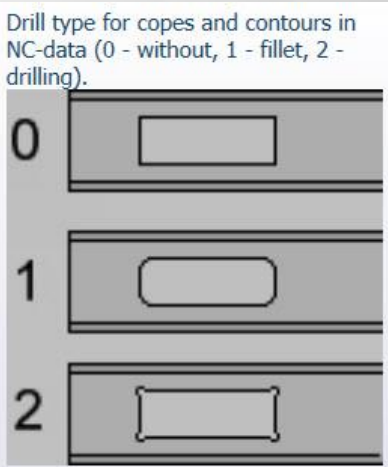 Drill type for copes and contours in
NC-data (0 - without, 1 - fillet, 2 -
drilling).
0
1
2